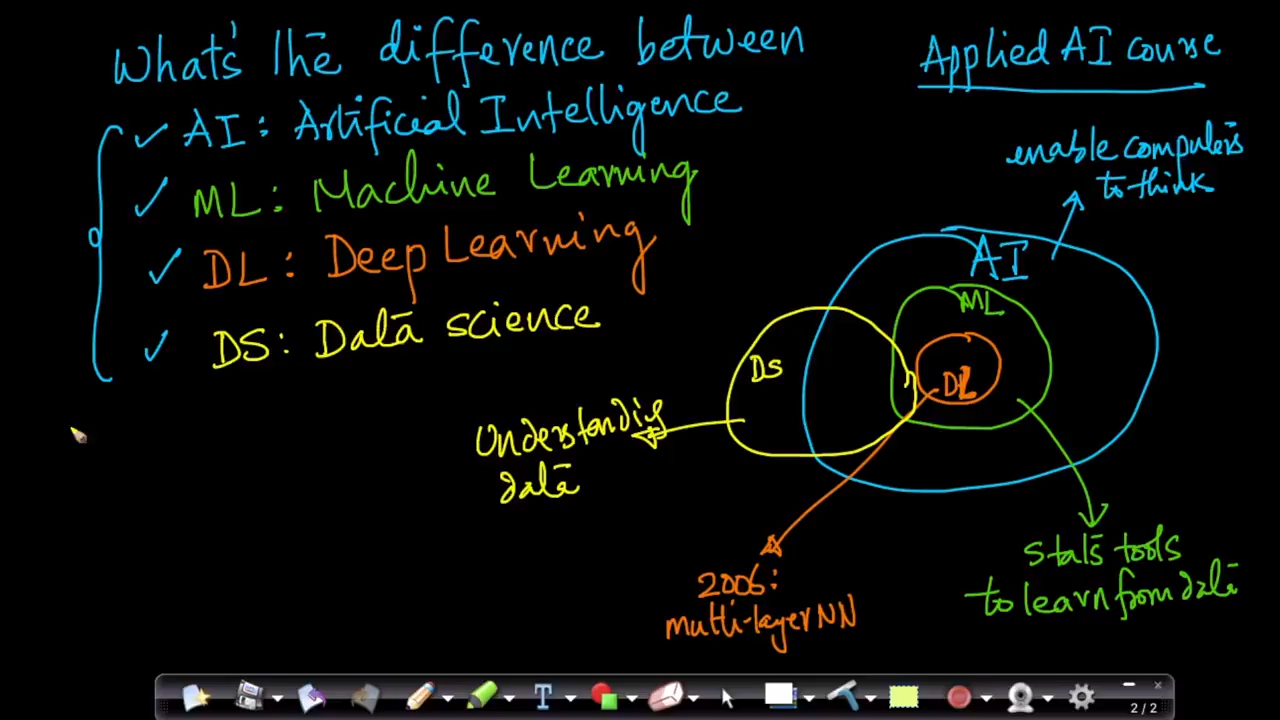 What's the difference between
AI: Artificial Intelligence
ML: Machine Learning
DL: Deep Learning
DS: Data science
Applied AI course
enable computers
to think
AI
ML
DL
DS
Understanding
data
2006:
multi-layer NN
stats tools
to learn from data
2 / 2